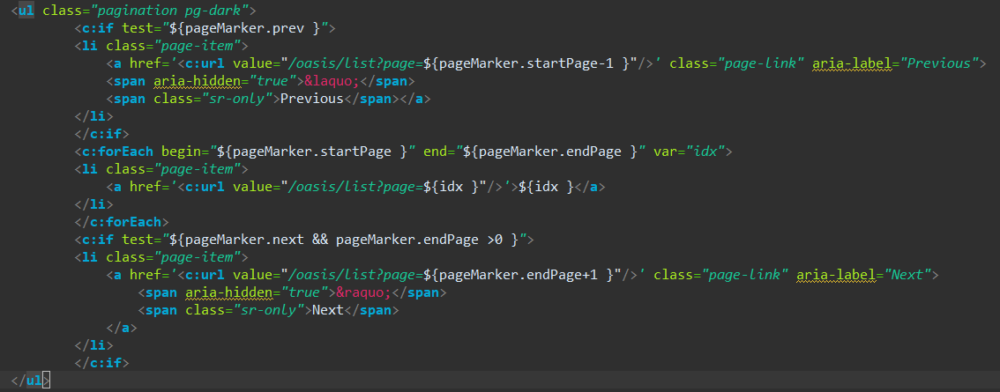 <ul class="pagination pg-dark">
<c:if test="${pageMarker.prev }">
<li class="page-item">
<a href='<c:url value="/oasis/list?page=${pageMarker.startPage-1 }"/>' class="page-link" aria-label="Previous">
<span aria-hidden="true">&laquo;</span>
<span class="sr-only">Previous</span></a>
</li>
</c:if>
<c:forEach begin="${pageMarker.startPage }" end="${pageMarker.endPage }" var="idx">
<li class="page-item">
<a href='<c:url value="/oasis/list?page=${idx }"/>'>${idx }</a>
</li>
</c:forEach>
<c:if test="${pageMarker.next && pageMarker.endPage >0 }">
<li class="page-item">
<a href='<c:url value="/oasis/list?page=${pageMarker.endPage+1 }"/>' class="page-link" aria-label="Next">
<span aria-hidden="true">&raquo;</span>
<span class="sr-only">Next</span>
</a>
</li>
</c:if>
</ul>